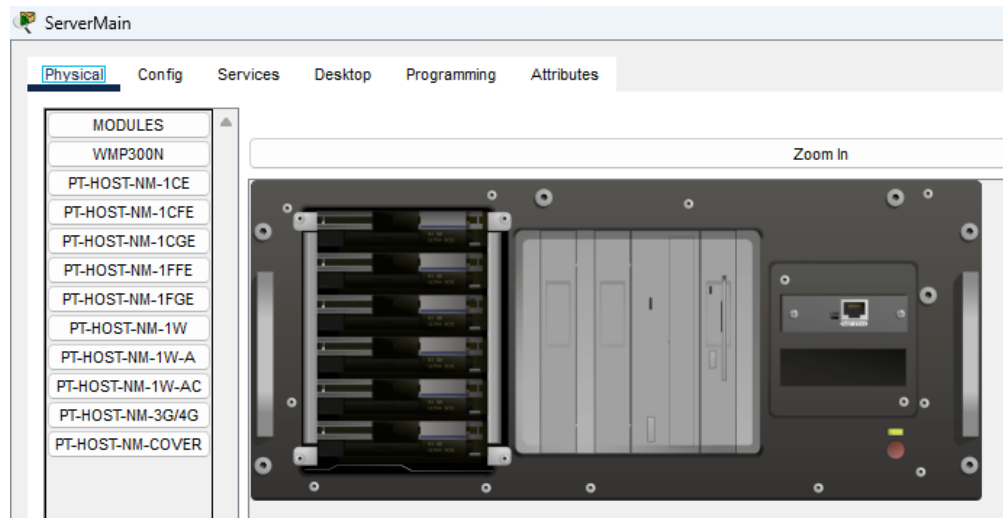 ServerMain
Physical Config Services Desktop Programming Attributes
MODULES
WMP300N
Zoom In
PT-HOST-NM-1CE
PT-HOST-NM-1CFE
PT-HOST-NM-1CGE
PT-HOST-NM-1FFE
PT-HOST-NM-1FGE
PT-HOST-NM-1W
PT-HOST-NM-1W-A
PT-HOST-NM-1W-AC
PT-HOST-NM-3G/4G
PT-HOST-NM-COVER